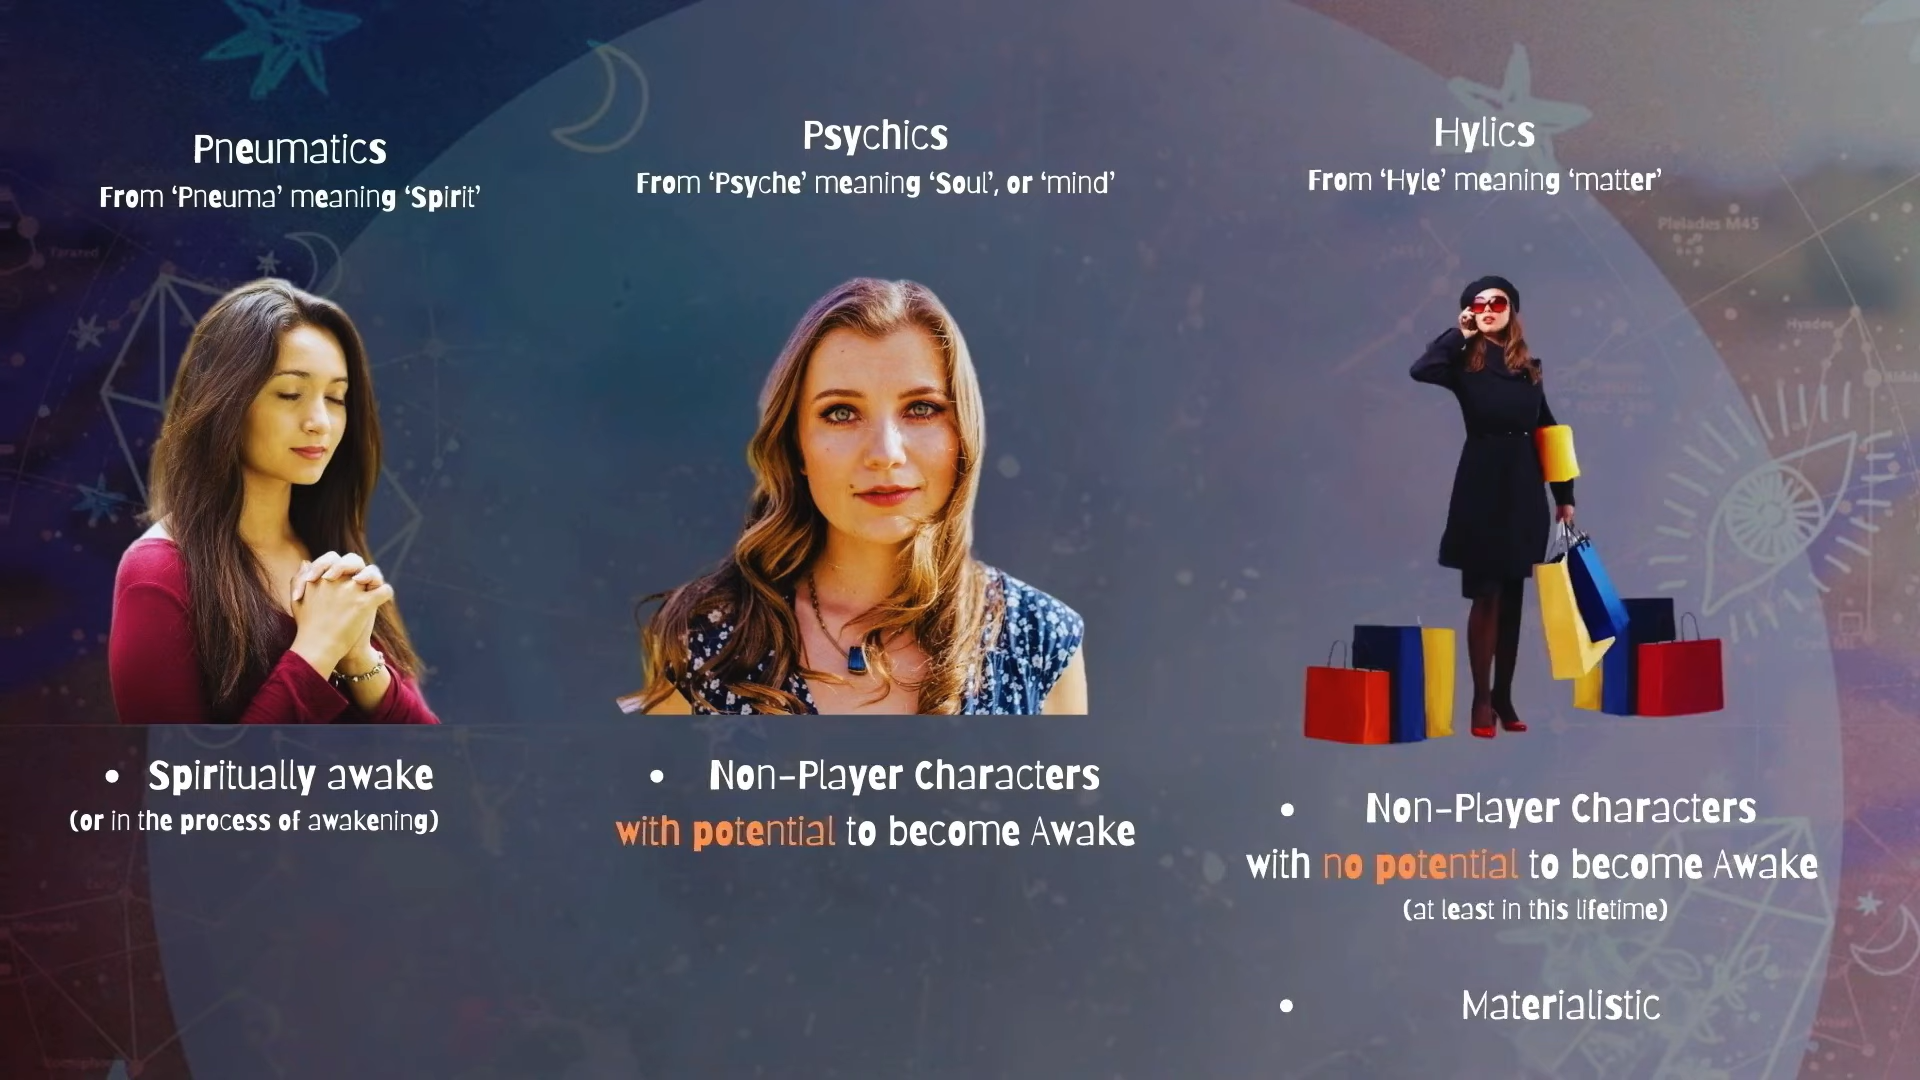 Pneumatics
From ‘Pneuma’ meaning ‘Spirit’
• Spiritually awake
(or in the process of awakening)
Psychics
From ‘Psyche’ meaning ‘Soul’, or ‘mind’
• Non-Player Characters
with potential to become Awake
Hylics
From ‘Hyle’ meaning ‘matter’
• Non-Player Characters
with no potential to become Awake
(at least in this lifetime)
• Materialistic
Pleiades M45
Hyades
Tarazed